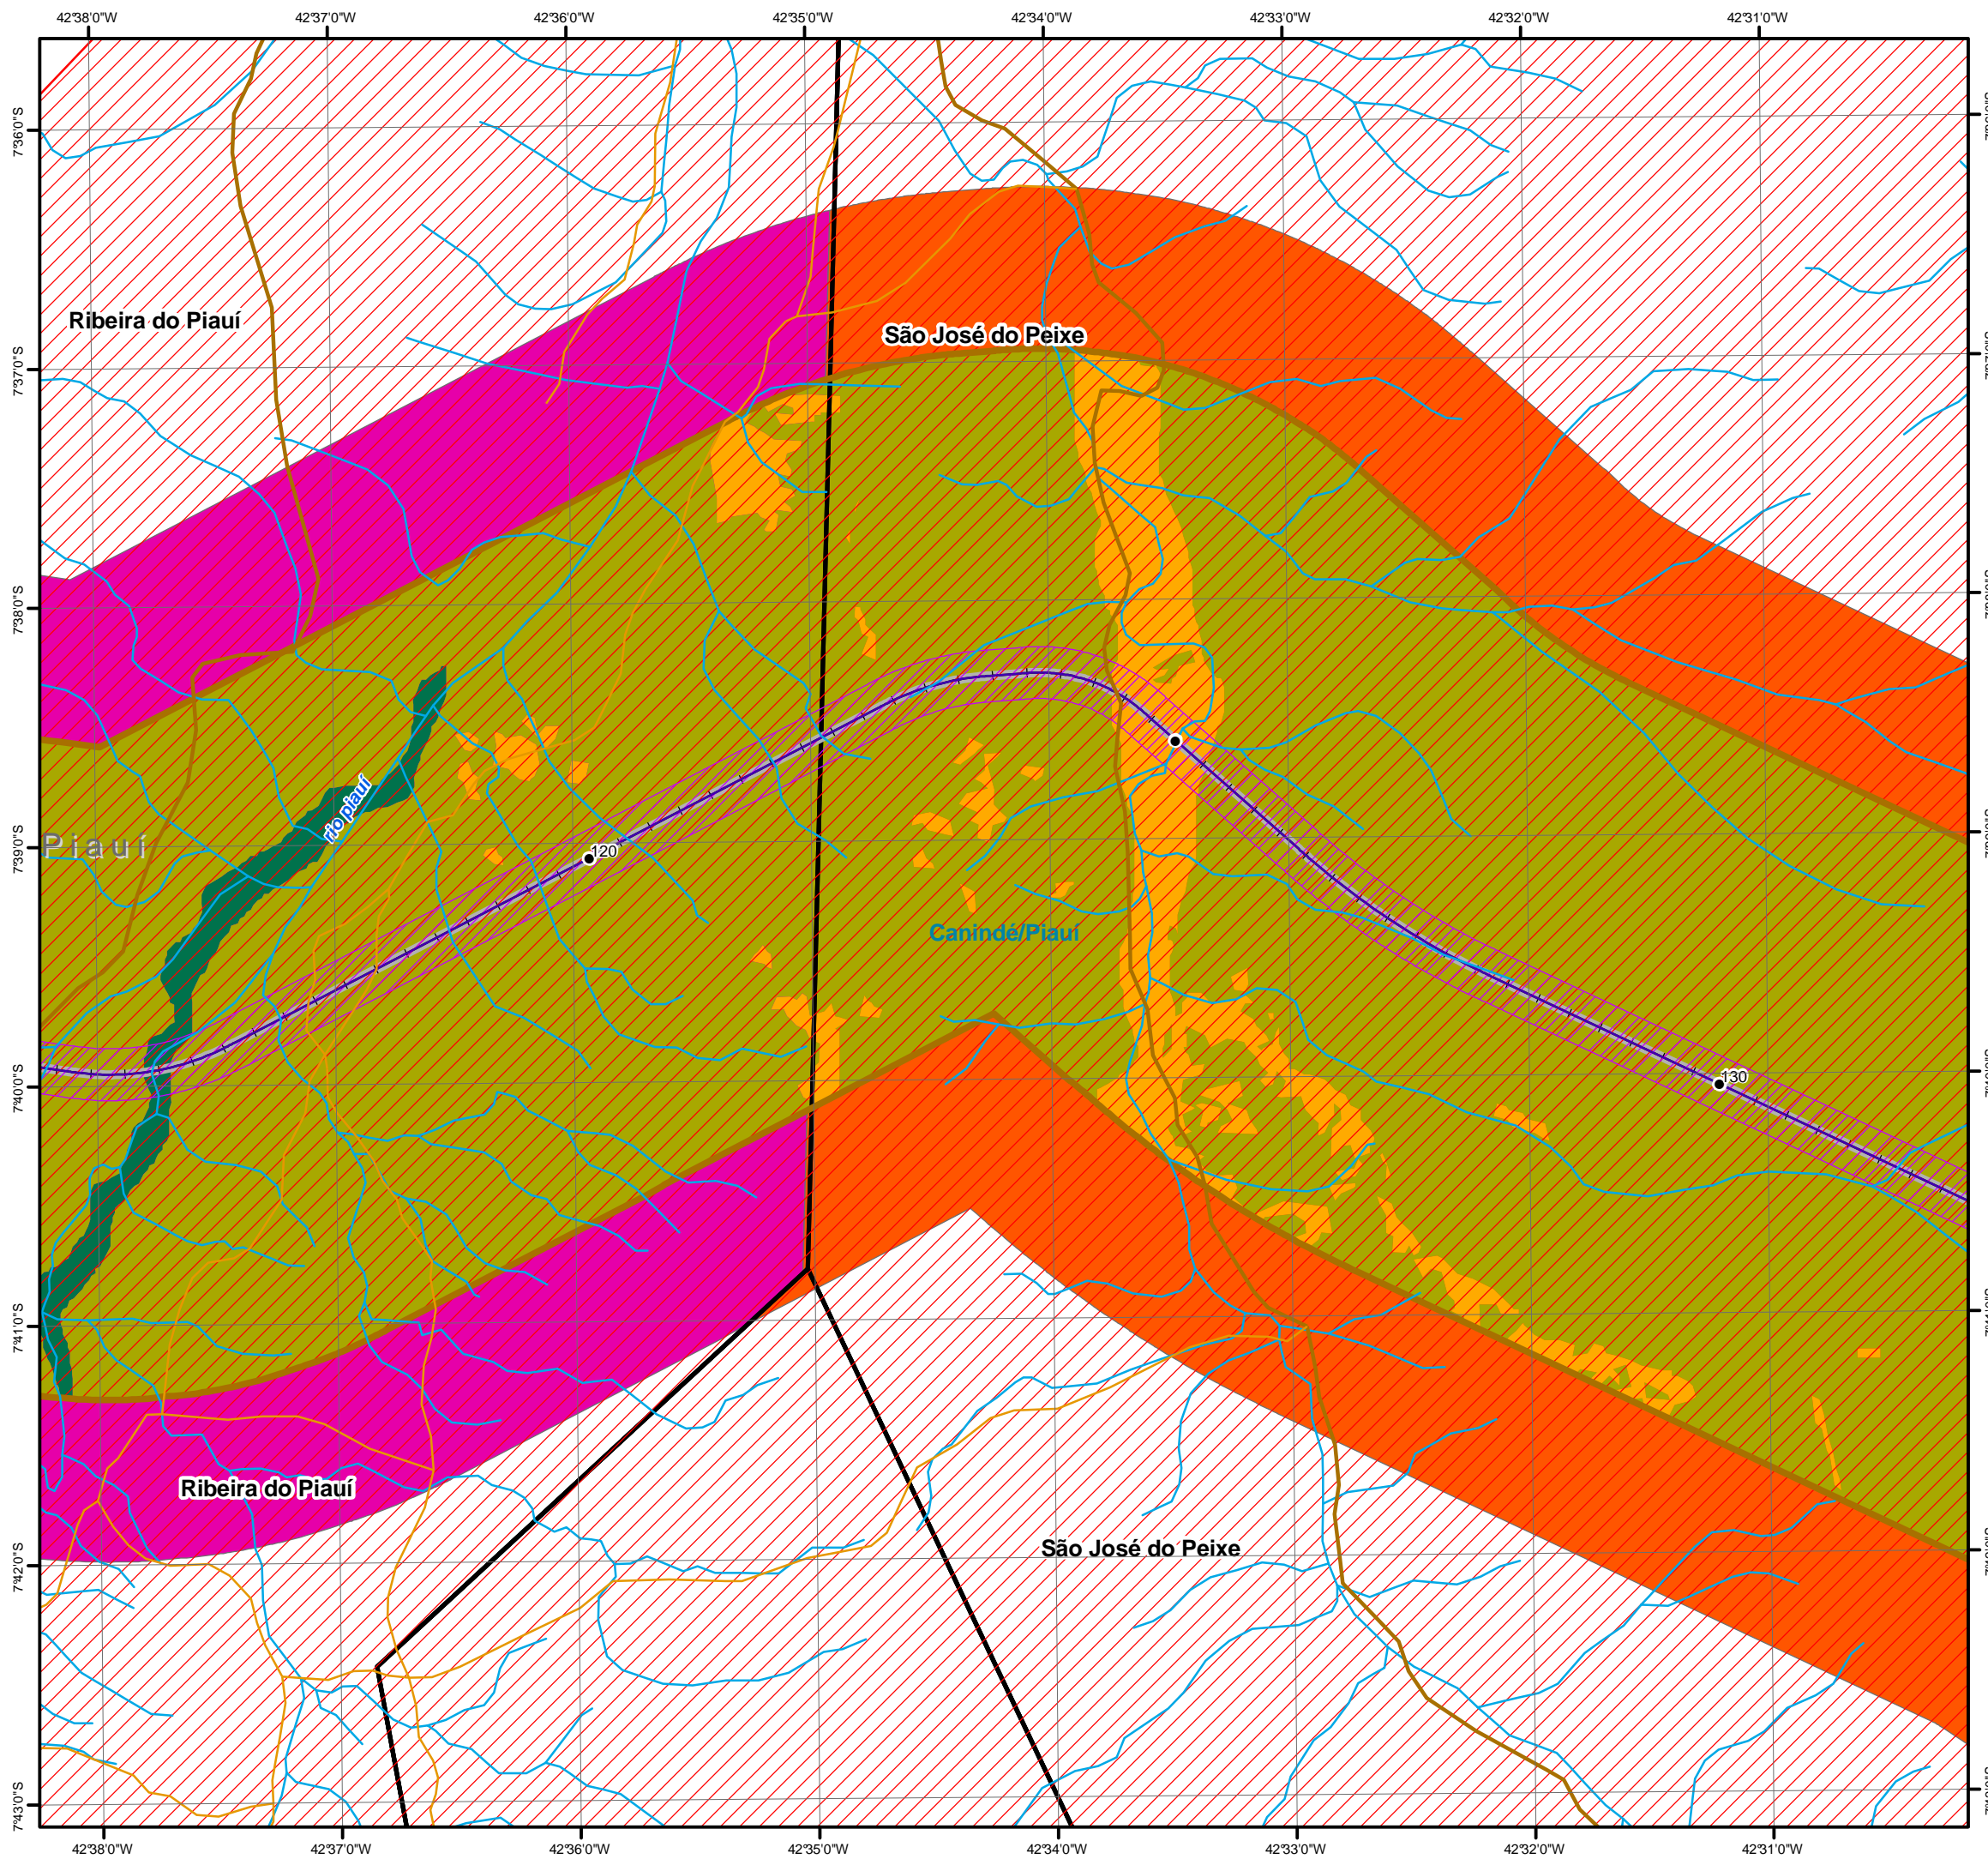 42°38'0"W 42°37'0"W 42°36'0"W 42°35'0"W 42°34'0"W 42°33'0"W 42°32'0"W 42°31'0"W
7°36'0"S
Ribeira do Piauí
São José do Peixe
7°37'0"S
7°38'0"S
rio piauí
Piauí
7°39'0"S
120
Canindé/Piauí
7°40'0"S
130
7°41'0"S
Ribeira do Piauí
São José do Peixe
7°42'0"S
7°43'0"S
42°38'0"W 42°37'0"W 42°36'0"W 42°35'0"W 42°34'0"W 42°33'0"W 42°32'0"W 42°31'0"W